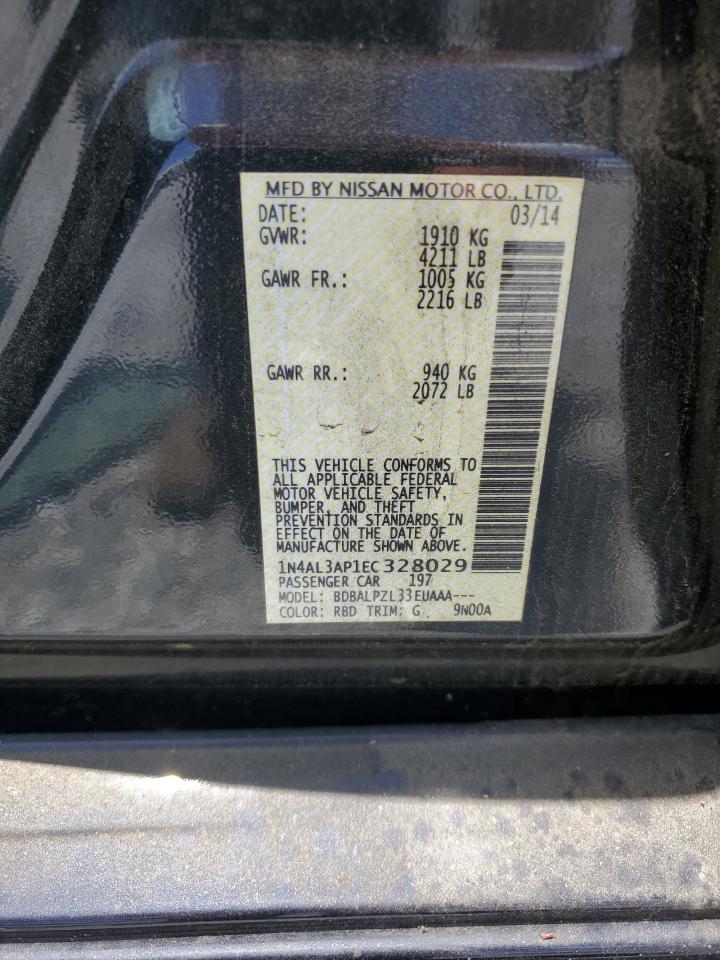 MFD BY NISSAN MOTOR CO., LTD.
DATE: 03/14
GVWR: 1910 KG
4211 LB
GAWR FR.: 1005 KG
2216 LB
GAWR RR.: 940 KG
2072 LB
THIS VEHICLE CONFORMS TO
ALL APPLICABLE FEDERAL
MOTOR VEHICLE SAFETY,
BUMPER, AND THEFT
PREVENTION STANDARDS IN
EFFECT ON THE DATE OF
MANUFACTURE SHOWN ABOVE.
1N4AL3AP1EC328029
PASSENGER CAR 197
MODEL: BDBALPZL33EUAAA---
COLOR: RBD TRIM: G 9N00A